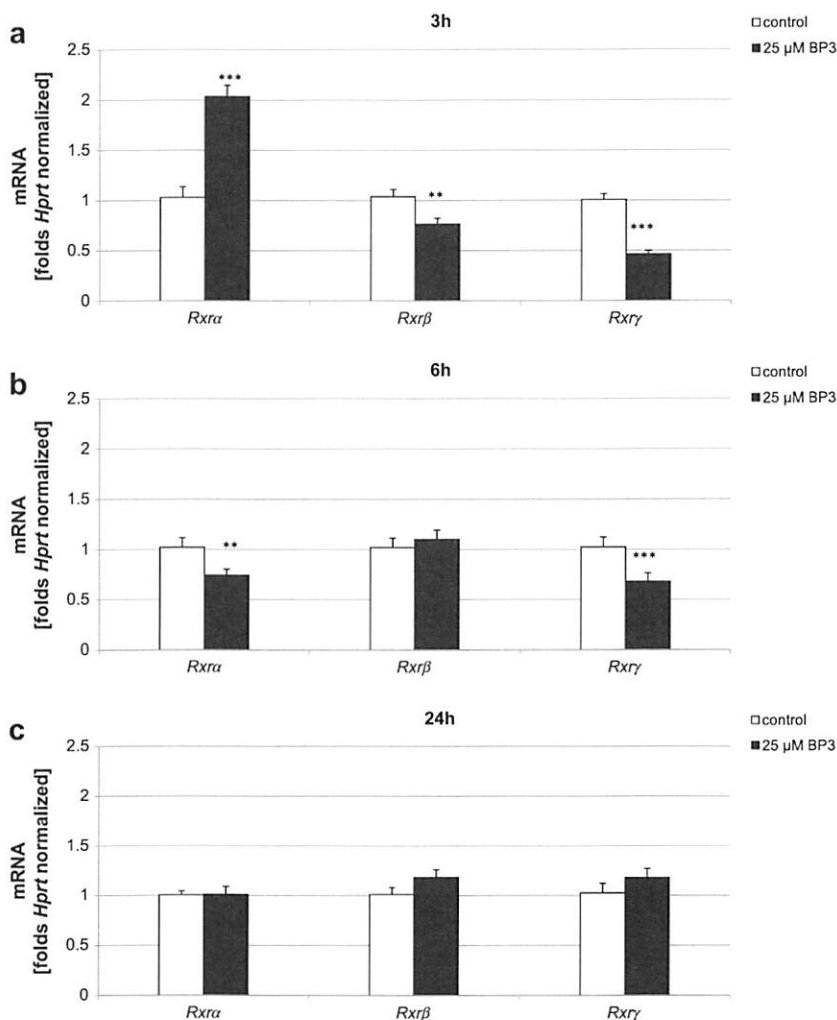 a
3h
control
25 µM BP3
mRNA
[folds Hprt normalized]
2.5
2
1.5
1
0.5
0
***
**
***
Rxrα
Rxrβ
Rxrγ
b
6h
control
25 µM BP3
mRNA
[folds Hprt normalized]
2.5
2
1.5
1
0.5
0
**
***
Rxrα
Rxrβ
Rxrγ
c
24h
control
25 µM BP3
mRNA
[folds Hprt normalized]
2.5
2
1.5
1
0.5
0
Rxrα
Rxrβ
Rxrγ